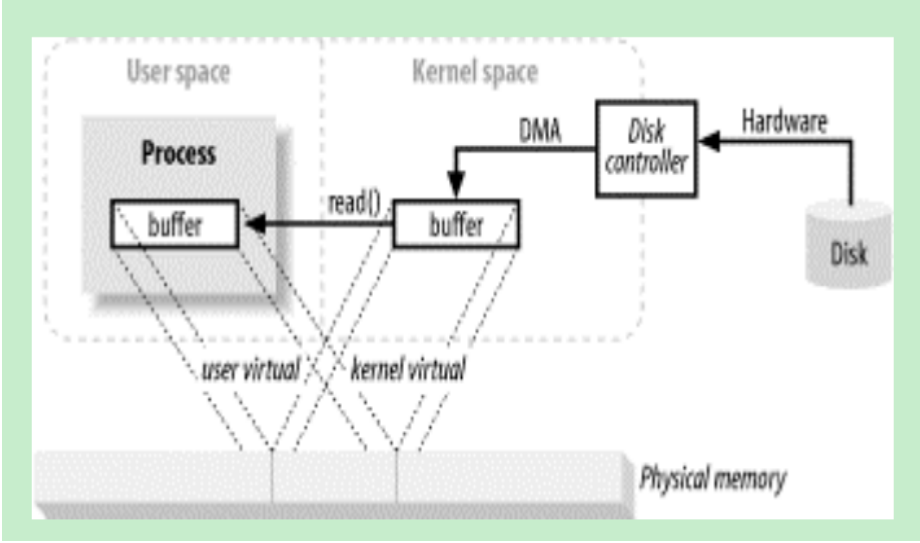 User space
Kernel space
Process
buffer
read()
buffer
DMA
Disk
controller
Hardware
Disk
user virtual
kernel virtual
Physical memory